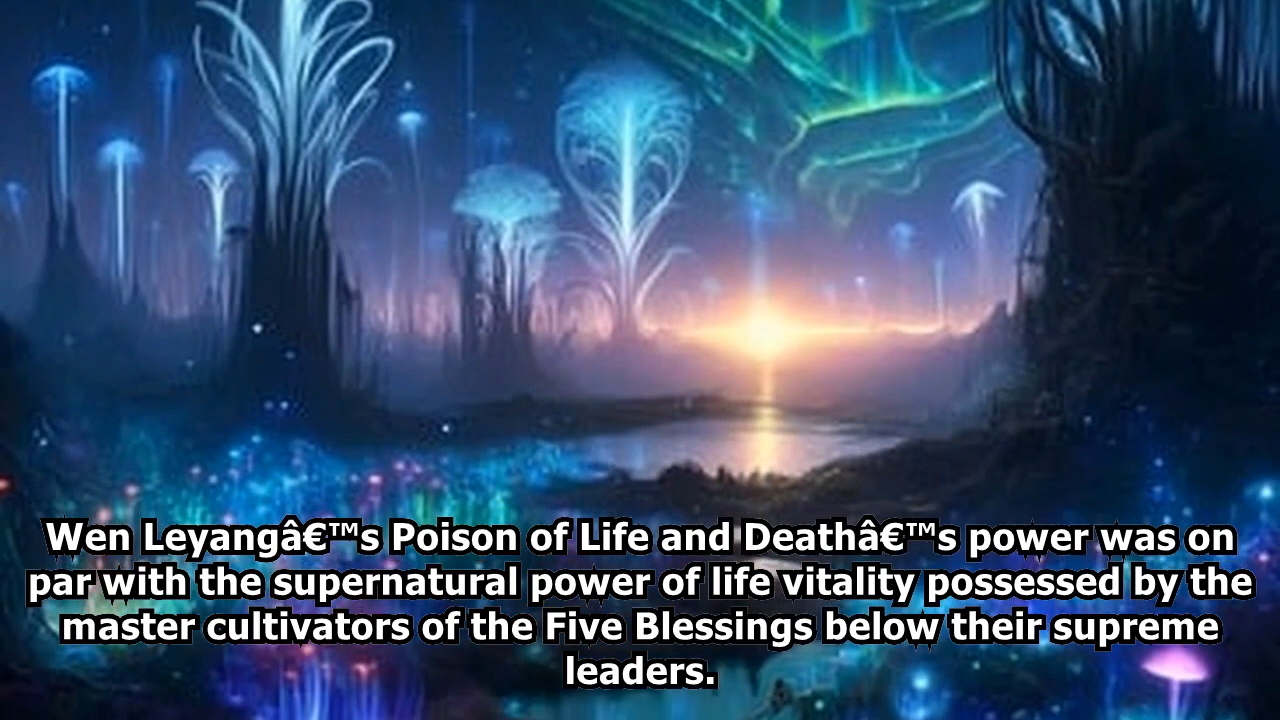 Wen Leyangâ€™s Poison of Life and Deathâ€™s power was on
par with the supernatural power of life vitality possessed by the
master cultivators of the Five Blessings below their supreme
leaders.